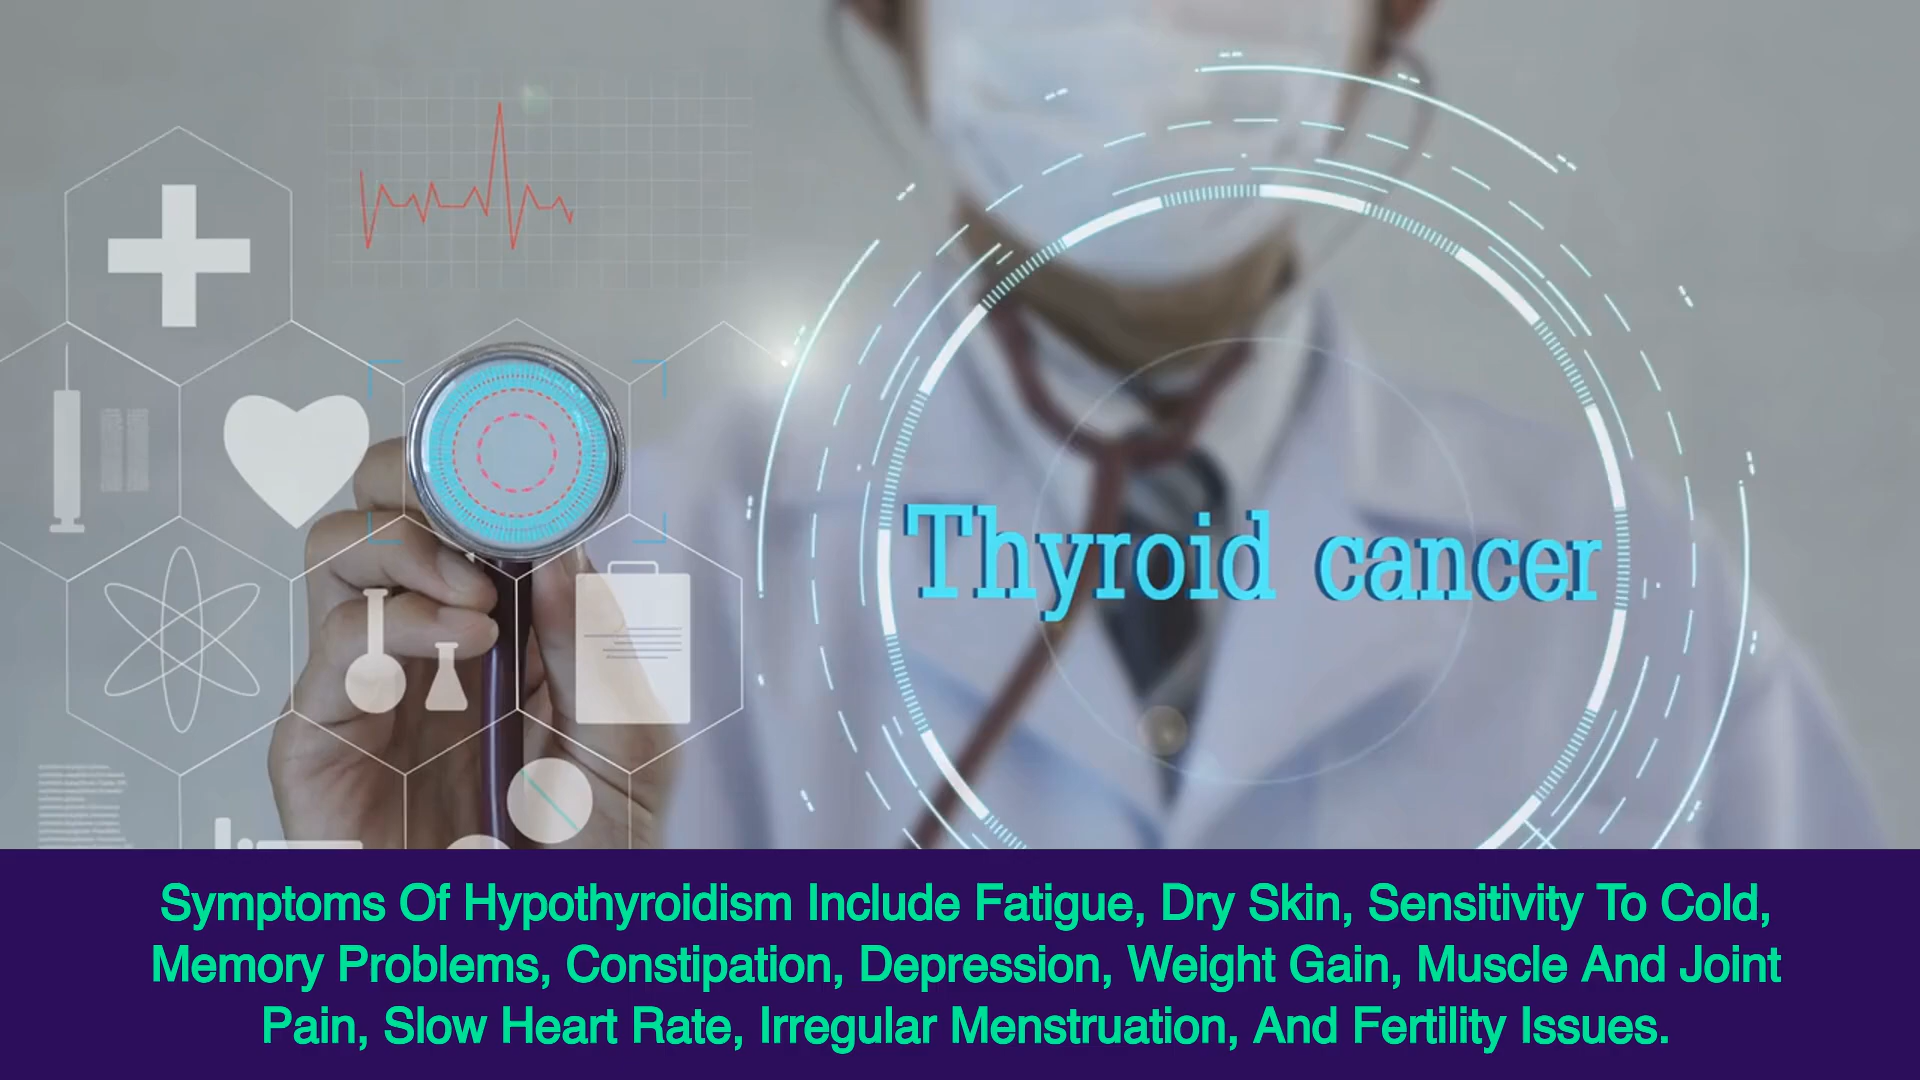 Thyroid cancer
Symptoms Of Hypothyroidism Include Fatigue, Dry Skin, Sensitivity To Cold,
Memory Problems, Constipation, Depression, Weight Gain, Muscle And Joint
Pain, Slow Heart Rate, Irregular Menstruation, And Fertility Issues.